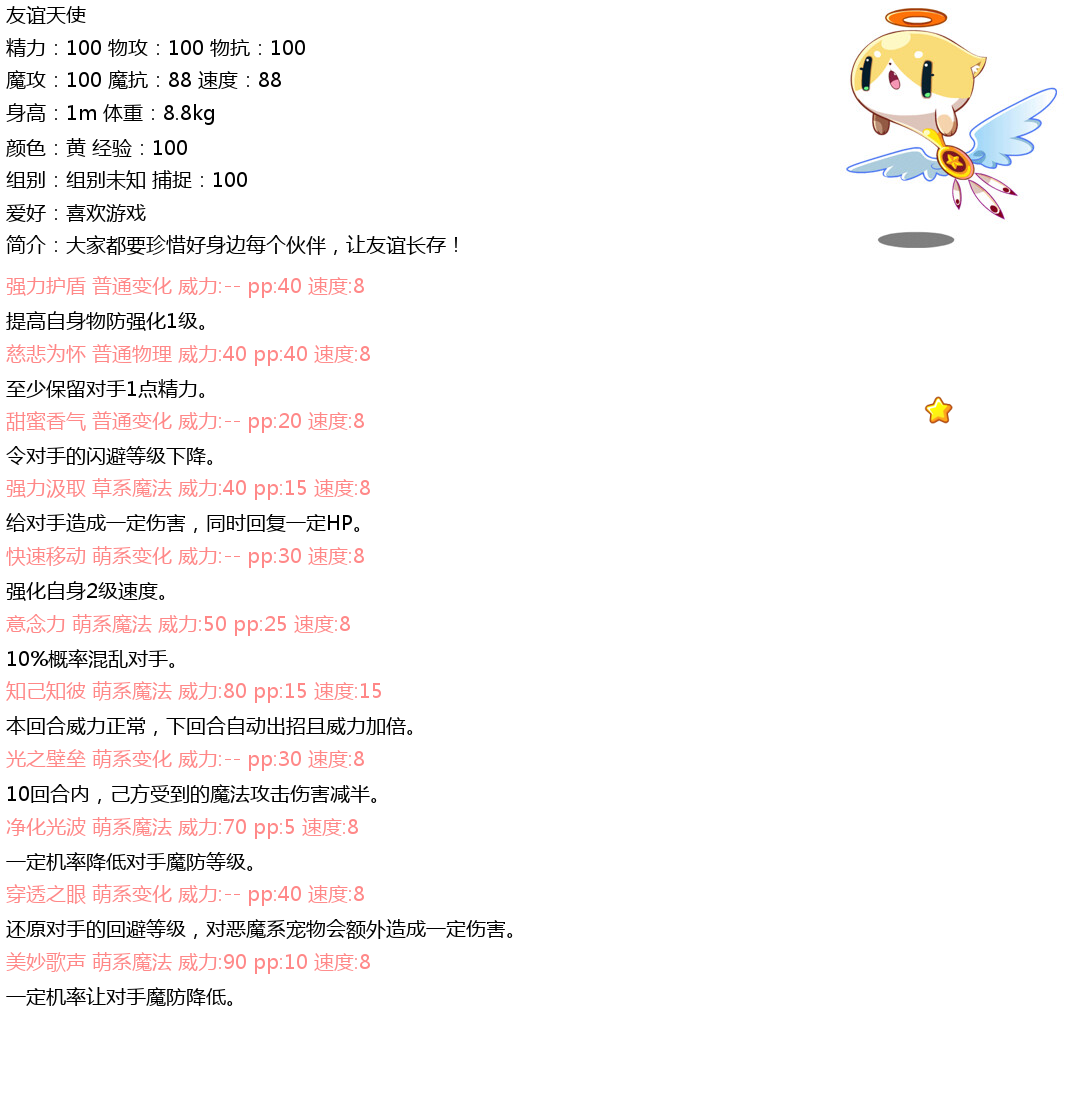 友谊天使
精力：100 物攻：100 物抗：100
魔攻：100 魔抗：88 速度：88
身高：1m 体重：8.8kg
颜色：黄 经验：100
组别：组别未知 捕捉：100
爱好：喜欢游戏
简介：大家都要珍惜好身边每个伙伴，让友谊长存！
强力护盾 普通变化 威力:-- pp:40 速度:8
提高自身物防强化1级。
慈悲为怀 普通物理 威力:40 pp:40 速度:8
至少保留对手1点精力。
甜蜜香气 普通变化 威力:-- pp:20 速度:8
令对手的闪避等级下降。
强力汲取 草系魔法 威力:40 pp:15 速度:8
给对手造成一定伤害，同时回复一定HP。
快速移动 萌系变化 威力:-- pp:30 速度:8
强化自身2级速度。
意念力 萌系魔法 威力:50 pp:25 速度:8
10%概率混乱对手。
知己知彼 萌系魔法 威力:80 pp:15 速度:15
本回合威力正常，下回合自动出招且威力加倍。
光之壁垒 萌系变化 威力:-- pp:30 速度:8
10回合内，己方受到的魔法攻击伤害减半。
净化光波 萌系魔法 威力:70 pp:5 速度:8
一定机率降低对手魔防等级。
穿透之眼 萌系变化 威力:-- pp:40 速度:8
还原对手的回避等级，对恶魔系宠物会额外造成一定伤害。
美妙歌声 萌系魔法 威力:90 pp:10 速度:8
一定机率让对手魔防降低。